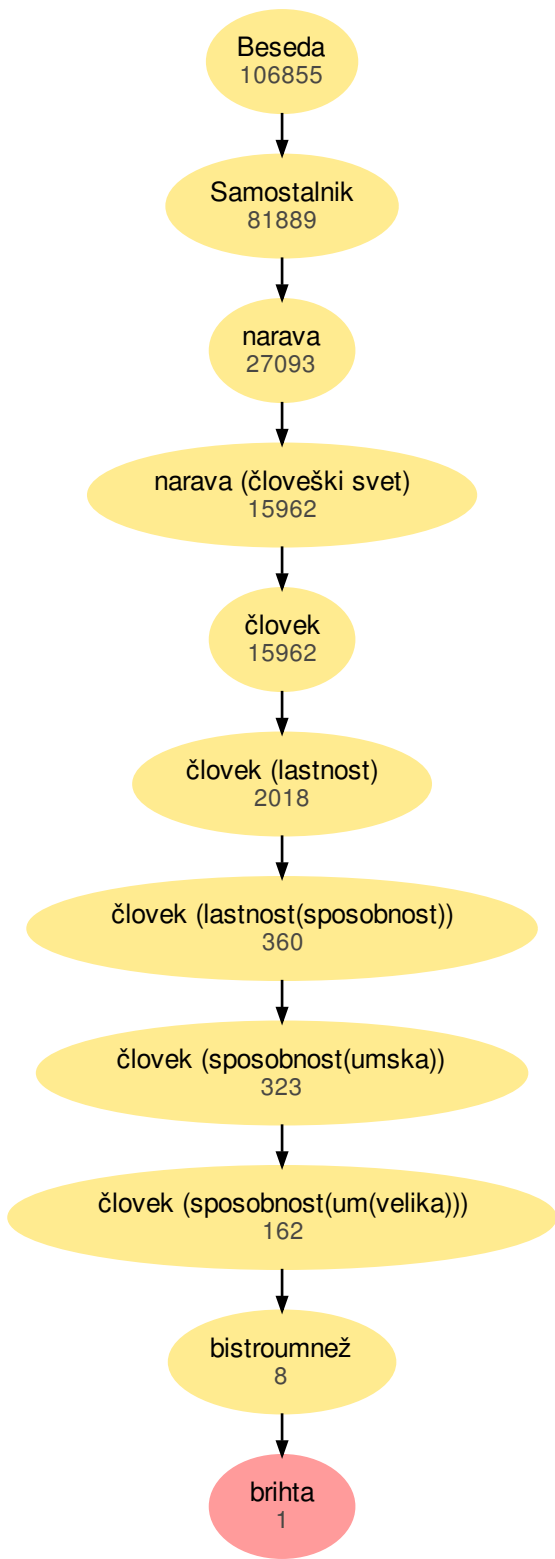 Beseda
106855
Samostalnik
81889
narava
27093
narava (človeški svet)
15962
človek
15962
človek (lastnost)
2018
človek (lastnost(sposobnost))
360
človek (sposobnost(umska))
323
človek (sposobnost(um(velika)))
162
bistroumnež
8
brihta
1